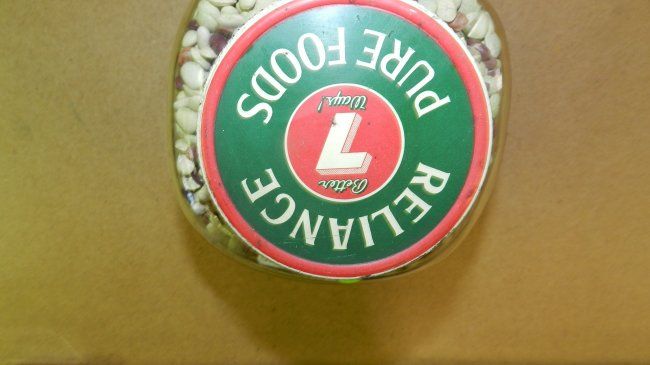 RELIANCE
Better
7
Ways!
PURE FOODS